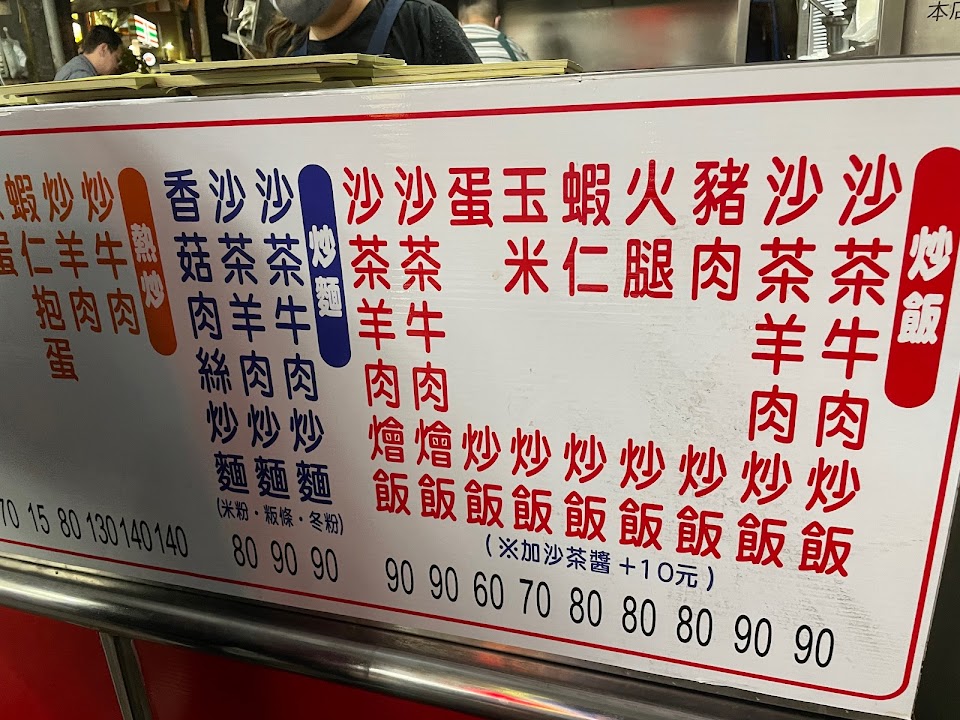 本店
炒飯
沙茶牛肉炒飯 90
沙茶羊肉炒飯 90
豬肉炒飯 80
火腿炒飯 80
蝦仁炒飯 80
玉米炒飯 70
蛋炒飯 60
沙茶牛肉燴飯 90
沙茶羊肉燴飯 90
(※加沙茶醬+10元)
炒麵
沙茶牛肉炒麵 90
沙茶羊肉炒麵 90
香菇肉絲炒麵 80
(米粉・粄條・冬粉)
熱炒
炒牛肉 140
炒羊肉 140
蝦仁抱蛋 130
80
15
70